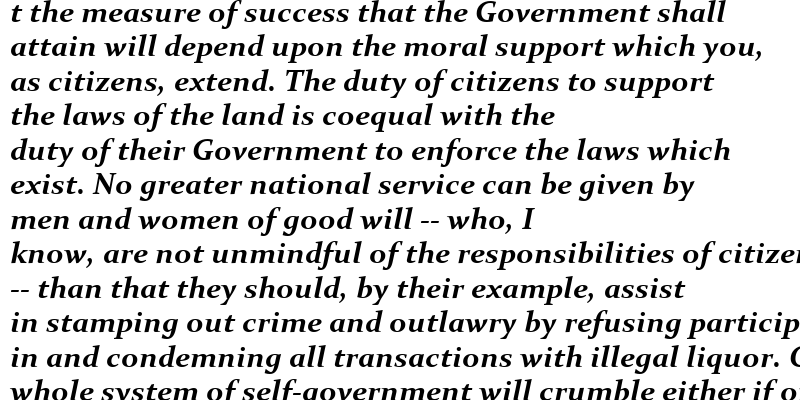 t the measure of success that the Government shall
attain will depend upon the moral support which you,
as citizens, extend. The duty of citizens to support
the laws of the land is coequal with the
duty of their Government to enforce the laws which
exist. No greater national service can be given by
men and women of good will -- who, I
know, are not unmindful of the responsibilities of citizen
-- than that they should, by their example, assist
in stamping out crime and outlawry by refusing particip
in and condemning all transactions with illegal liquor.
whole system of self-government will crumble either if